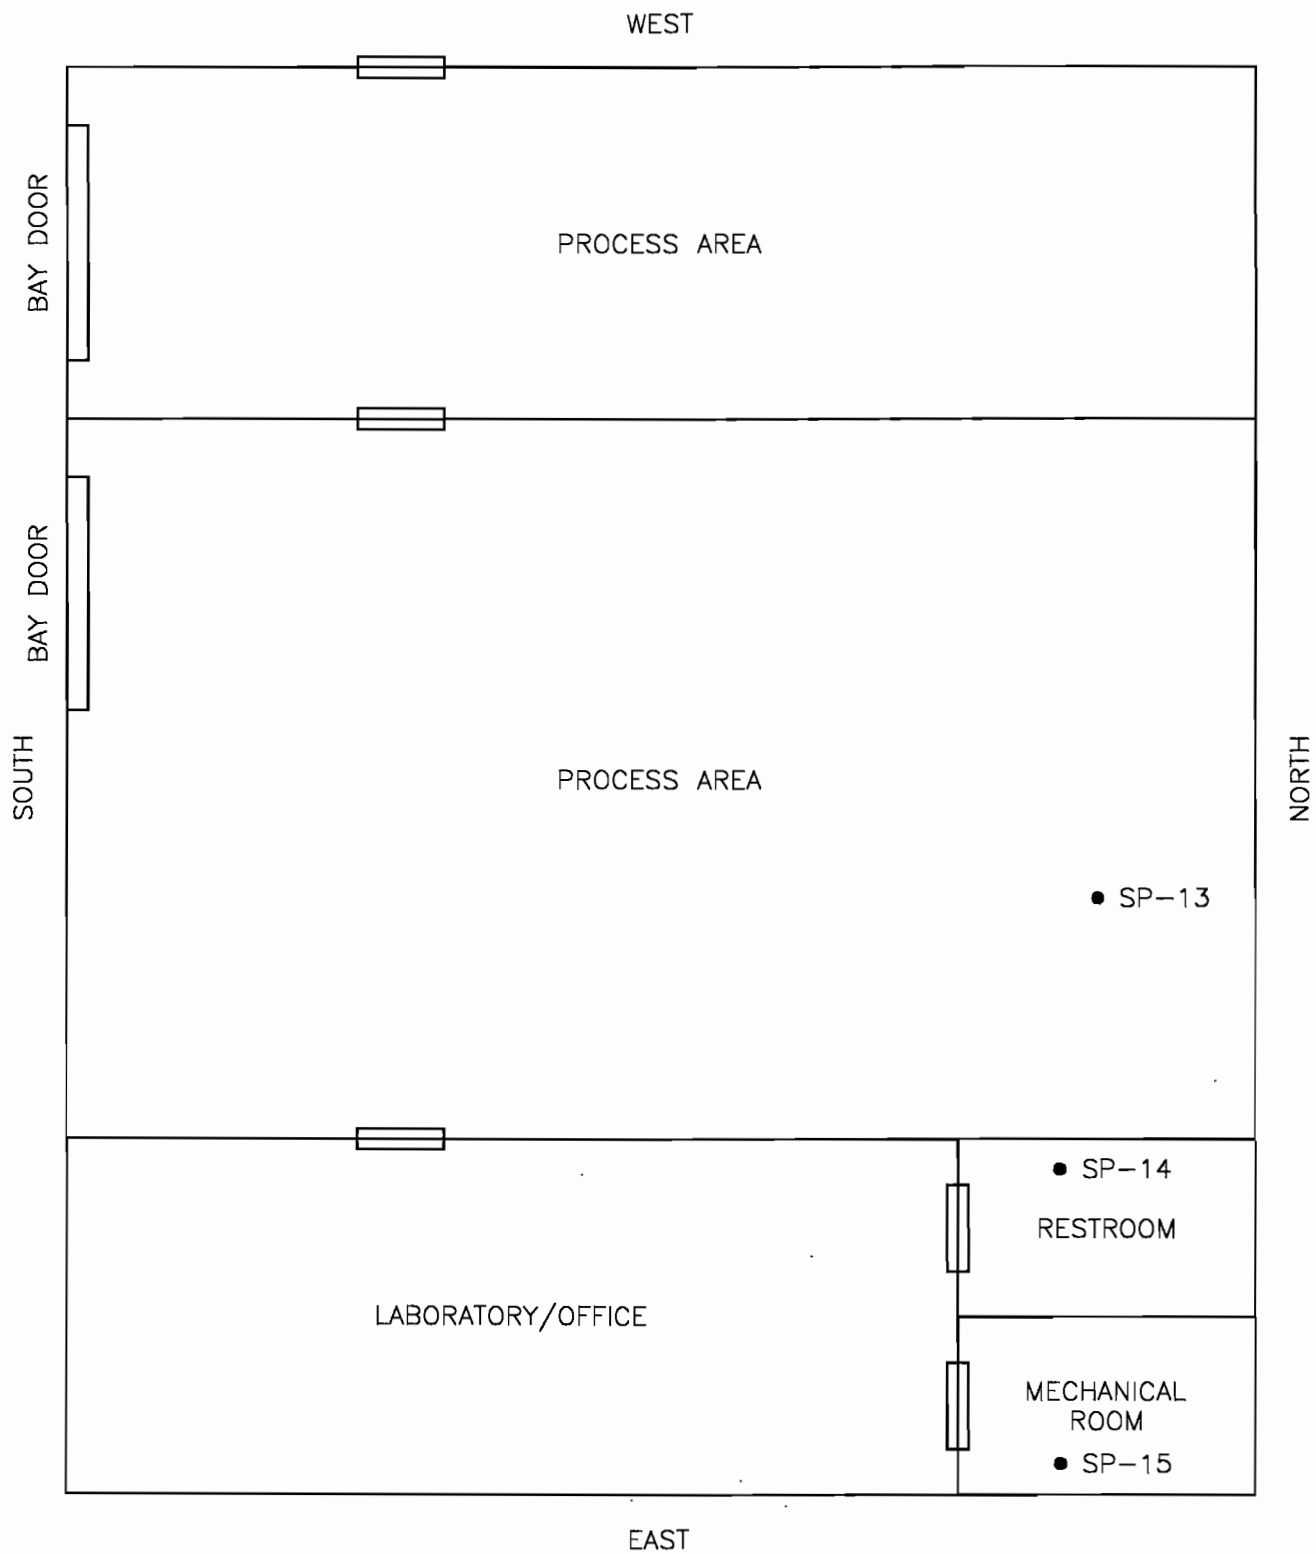 WEST
BAY DOOR
PROCESS AREA
BAY DOOR
SOUTH
PROCESS AREA
NORTH
SP-13
SP-14
RESTROOM
LABORATORY/OFFICE
MECHANICAL
ROOM
SP-15
EAST